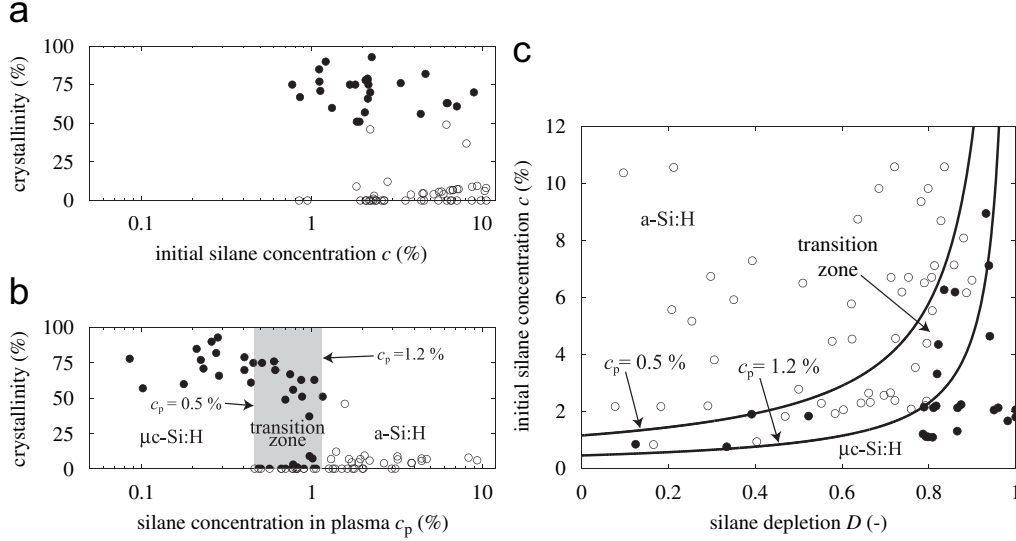 a
100
75
50
25
0
crystallinity (%)
0.1 1 10
initial silane concentration c (%)
b
100
75
50
25
0
crystallinity (%)
cp=1.2 %
cp= 0.5 %
transition
zone
μc-Si:H
a-Si:H
0.1 1 10
silane concentration in plasma cp (%)
c
12
10
8
6
4
2
0
initial silane concentration c (%)
a-Si:H
transition
zone
cp= 0.5 %
cp= 1.2 %
μc-Si:H
0 0.2 0.4 0.6 0.8 1
silane depletion D (-)